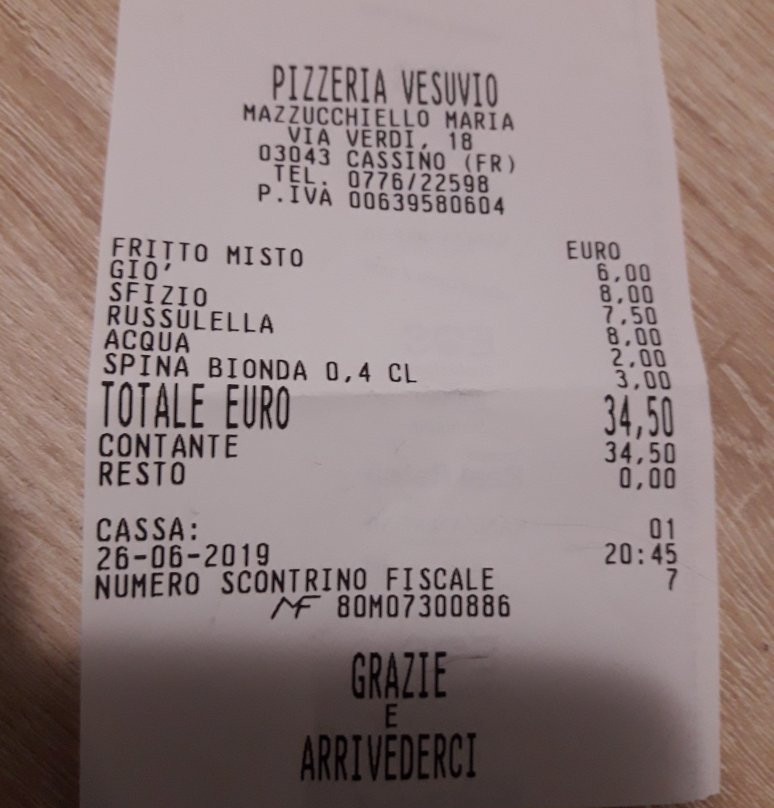 PIZZERIA VESUVIO
MAZZUCCHIELLO MARIA
VIA VERDI, 18
03043 CASSINO (FR)
TEL. 0776/22598
P.IVA 00639580604
EURO
FRITTO MISTO 6,00
GIO' 8,00
SFIZIO 7,50
RUSSULELLA 8,00
ACQUA 2,00
SPINA BIONDA 0,4 CL 3,00
TOTALE EURO 34,50
CONTANTE 34,50
RESTO 0,00
CASSA: 01
26-06-2019 20:45
NUMERO SCONTRINO FISCALE 7
MF 80M07300886
GRAZIE
E
ARRIVEDERCI